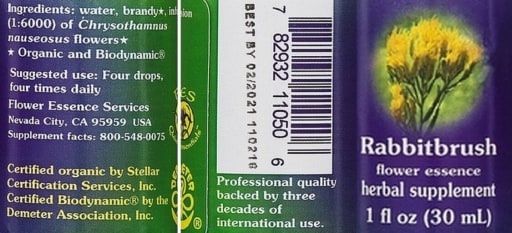 Ingredients: water, brandy★, infusion
(1:6000) of Chrysothamnus
nauseosus flowers★
★ Organic and Biodynamic®
Suggested use: Four drops,
four times daily
Flower Essence Services
Nevada City, CA 95959 USA
Supplement facts: 800-548-0075
Certified organic by Stellar
Certification Services, Inc.
Certified Biodynamic® by the
Demeter Association, Inc.
FES
®
BEST BY 02/2021 110216
7 82932 11050 6
Professional quality
backed by three
decades of
international use.
Rabbitbrush
flower essence
herbal supplement
1 fl oz (30 mL)